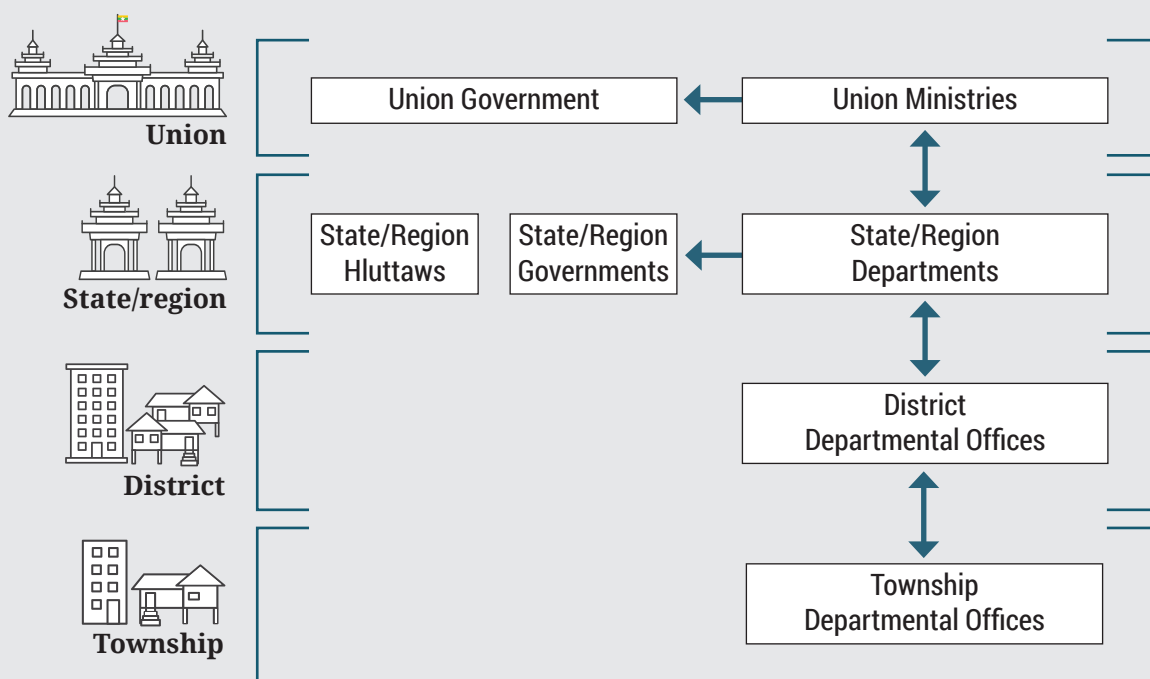 Union
Union Government
Union Ministries
State/region
State/Region
Hluttaws
State/Region
Governments
State/Region
Departments
District
District
Departmental Offices
Township
Township
Departmental Offices